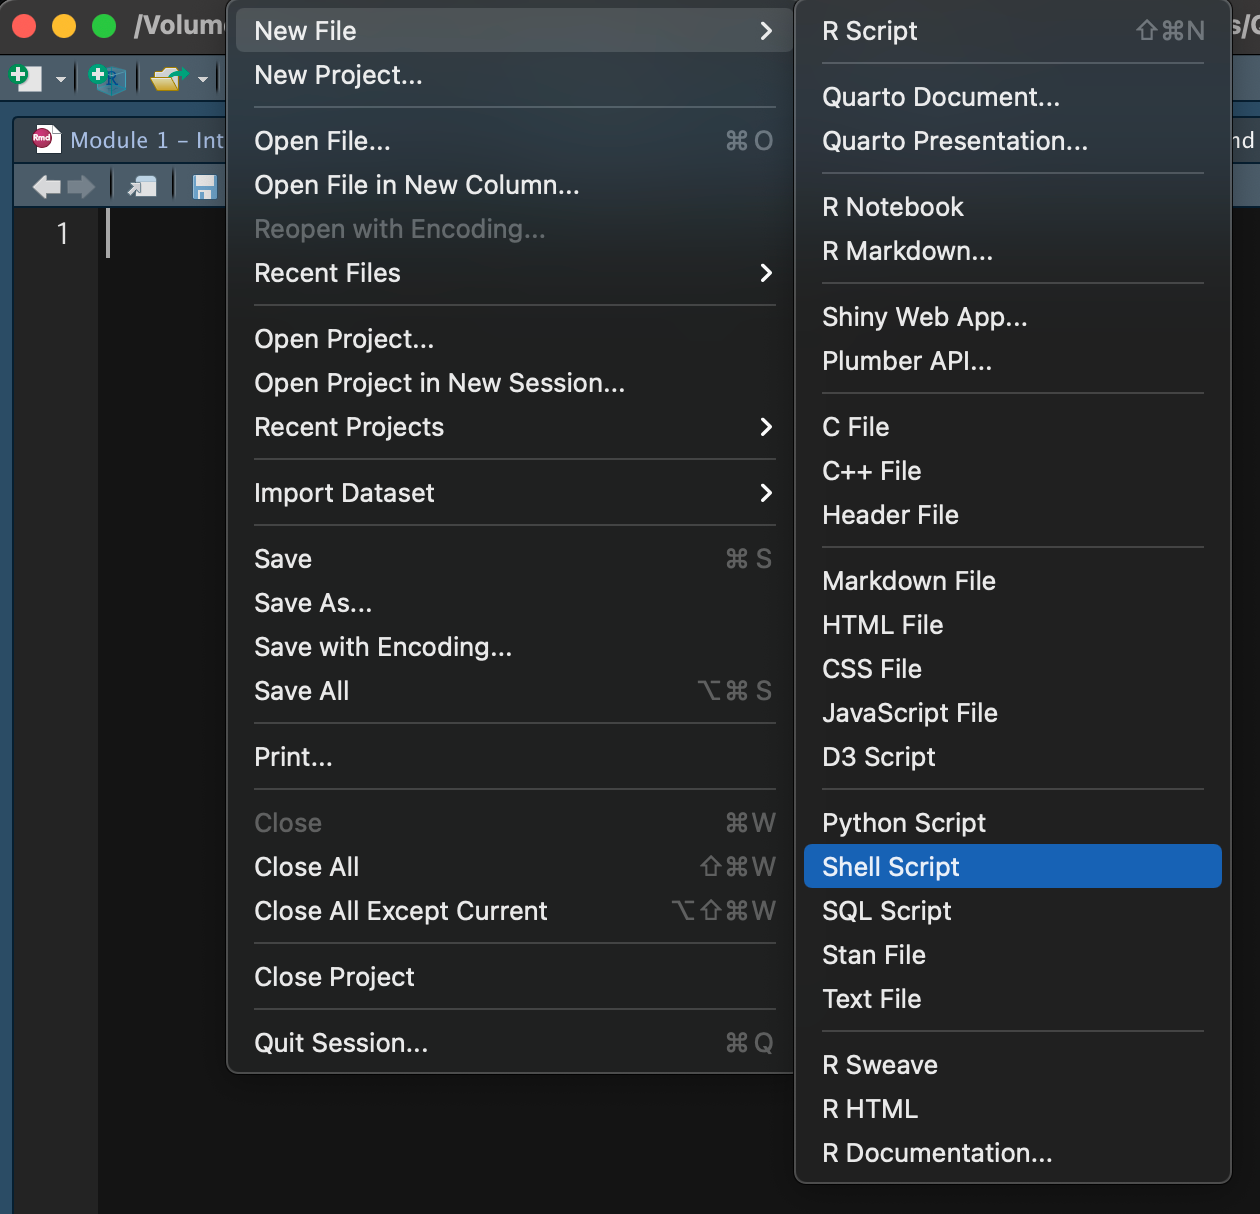 /Volum
Rmd
Module 1 – Int
1
New File
New Project...
Open File...  ⌘ O
Open File in New Column...
Reopen with Encoding...
Recent Files
Open Project...
Open Project in New Session...
Recent Projects
Import Dataset
Save  ⌘ S
Save As...
Save with Encoding...
Save All  ⌥⌘ S
Print...
Close  ⌘W
Close All  ⇧⌘W
Close All Except Current  ⌥⇧⌘W
Close Project
Quit Session...  ⌘ Q
R Script  ⇧⌘N
Quarto Document...
Quarto Presentation...
R Notebook
R Markdown...
Shiny Web App...
Plumber API...
C File
C++ File
Header File
Markdown File
HTML File
CSS File
JavaScript File
D3 Script
Python Script
Shell Script
SQL Script
Stan File
Text File
R Sweave
R HTML
R Documentation...